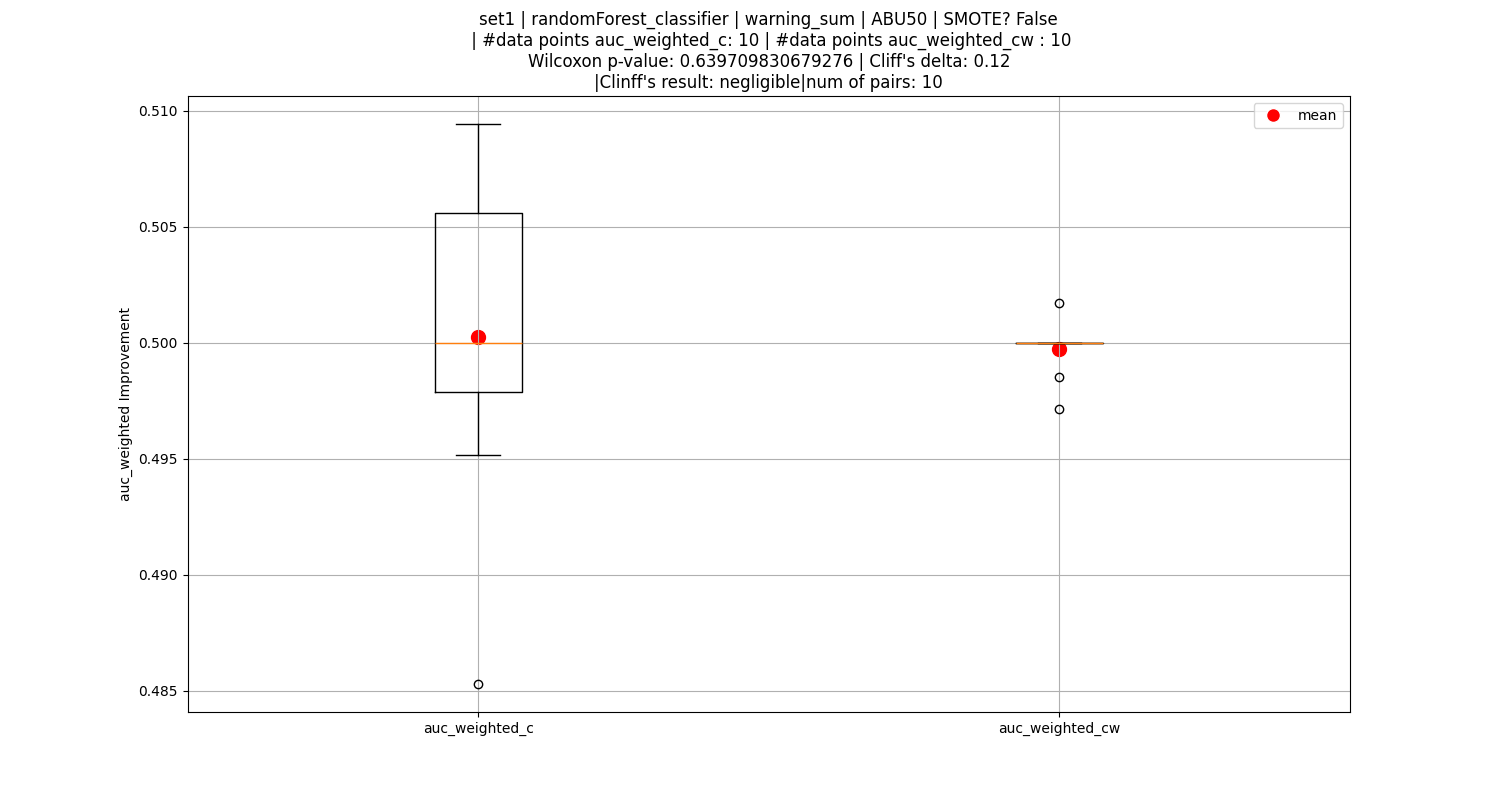 set1 | randomForest_classifier | warning_sum | ABU50 | SMOTE? False
| #data points auc_weighted_c: 10 | #data points auc_weighted_cw : 10
Wilcoxon p-value: 0.639709830679276 | Cliff's delta: 0.12
|Clinff's result: negligible|num of pairs: 10
0.510
mean
0.505
0.500
0.495
0.490
0.485
auc_weighted Improvement
auc_weighted_c
auc_weighted_cw